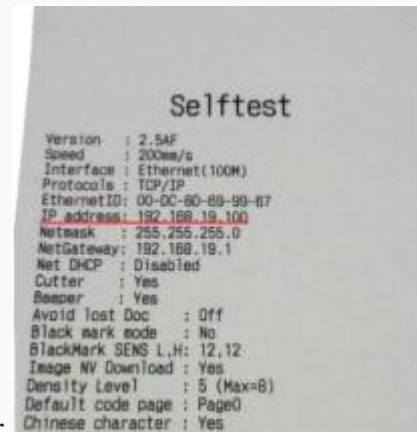 Selftest
Version : 2.5AF
Speed : 200mm/s
Interface : Ethernet(100M)
Protocols : TCP/IP
EthernetID: 00-DC-60-69-99-67
IP address: 192.168.19.100
Netmask : 255.255.255.0
NetGateway: 192.168.19.1
Net DHCP : Disabled
Cutter : Yes
Beeper : Yes
Avoid lost Doc : Off
Black mark mode : No
BlackMark SENS L,H: 12,12
Image NV Download : Yes
Density Level : 5 (Max=8)
Default code page : Page0
Chinese character : Yes